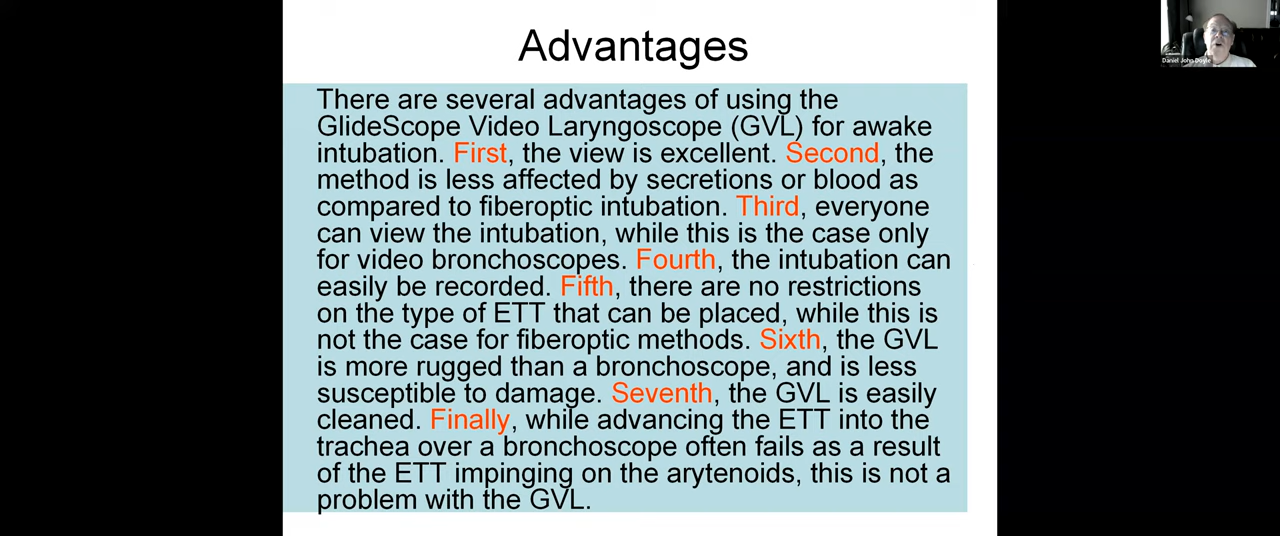 Advantages
There are several advantages of using the
GlideScope Video Laryngoscope (GVL) for awake
intubation. First, the view is excellent. Second, the
method is less affected by secretions or blood as
compared to fiberoptic intubation. Third, everyone
can view the intubation, while this is the case only
for video bronchoscopes. Fourth, the intubation can
easily be recorded. Fifth, there are no restrictions
on the type of ETT that can be placed, while this is
not the case for fiberoptic methods. Sixth, the GVL
is more rugged than a bronchoscope, and is less
susceptible to damage. Seventh, the GVL is easily
cleaned. Finally, while advancing the ETT into the
trachea over a bronchoscope often fails as a result
of the ETT impinging on the arytenoids, this is not a
problem with the GVL.
Daniel John Doyle